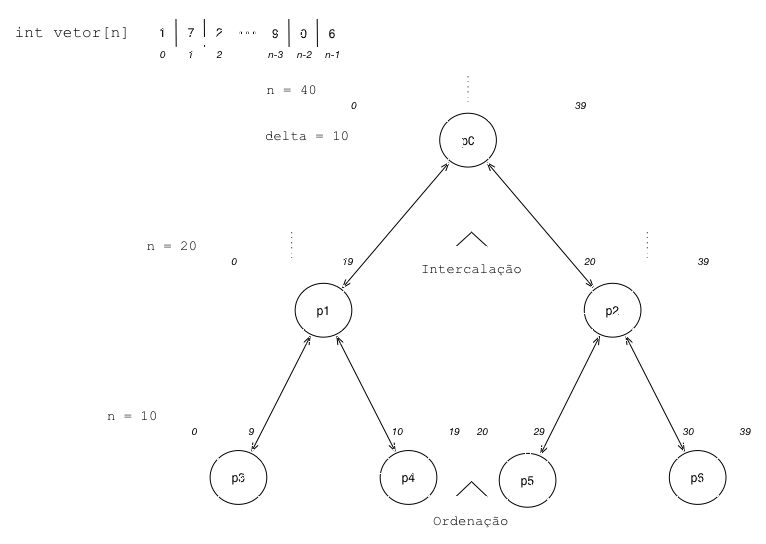 int vetor[n] 1 7 2 ... 9 0 6
0 1 2 n-3 n-2 n-1
n = 40
0 39
delta = 10
p0
n = 20
0 19 20 39
Intercalação
p1 p2
n = 10
0 9 10 19 20 29 30 39
p3 p4 p5 p6
Ordenação